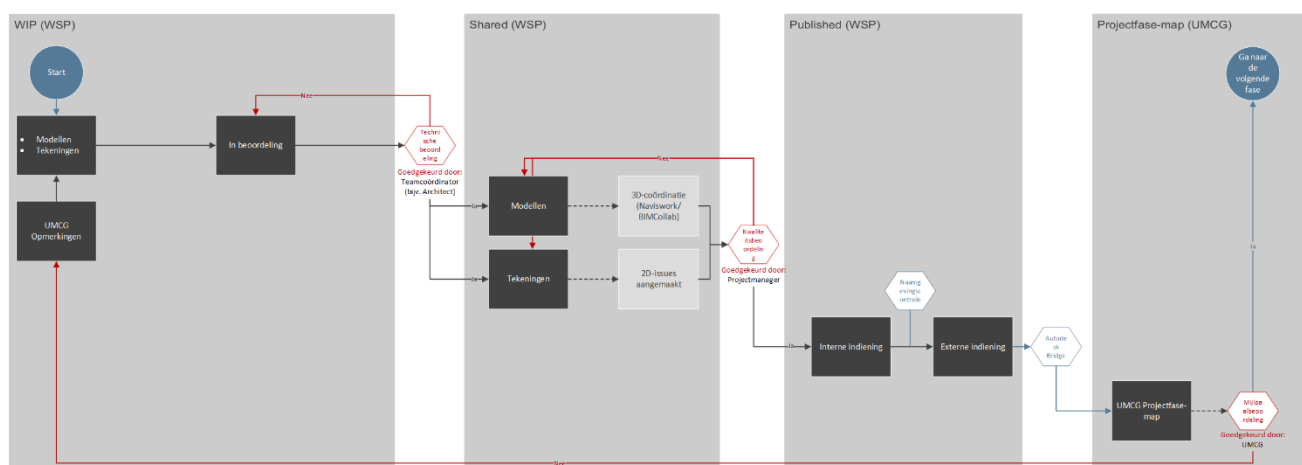 WIP (WSP)
Start
Modellen
Tekeningen
UMCG
Opmerkingen
In beoordeling
Nee
Techni
sche
beoord
eling
Goedgekeurd door:
Teamcoördinator
(bijv. Architect)
Shared (WSP)
Ja
Modellen
Ja
Tekeningen
3D-coördinatie
(Naviswork/
BIMCollab)
2D-issues
aangemaakt
Nee
Kwalite
itsbeo
ordelin
g
Goedgekeurd door:
Projectmanager
Published (WSP)
Ja
Interne indiening
Naamg
evingsc
ontrole
Externe indiening
Autode
sk
Bridge
Projectfase-map (UMCG)
Ga naar
de
volgende
fase
Ja
UMCG Projectfase-
map
Mijlpa
albeoo
rdeling
Goedgekeurd door:
UMCG
Nee